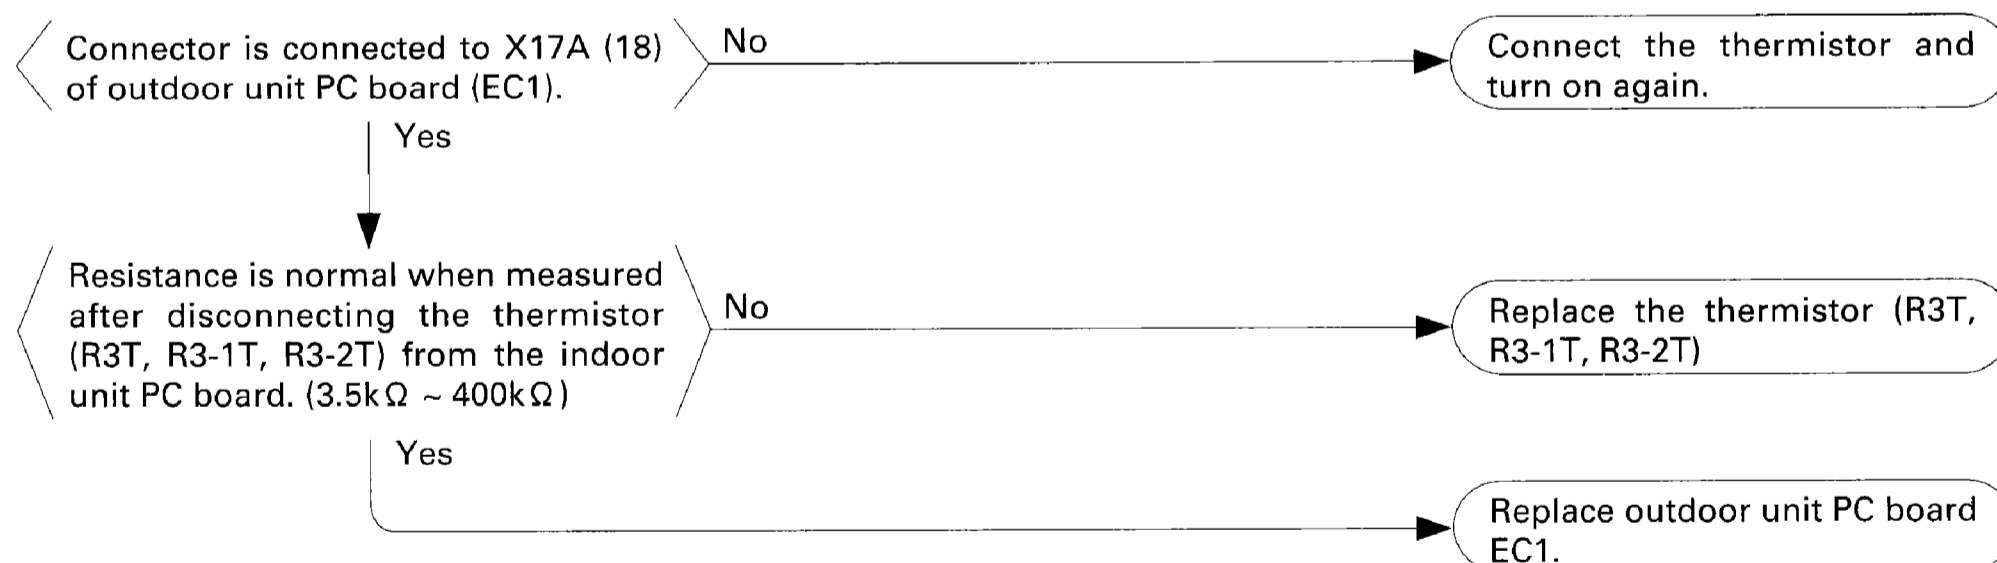 Connector is connected to X17A (18)
of outdoor unit PC board (EC1).
No
Connect the thermistor and
turn on again.
Yes
Resistance is normal when measured
after disconnecting the thermistor
(R3T, R3-1T, R3-2T) from the indoor
unit PC board. (3.5kΩ ~ 400kΩ)
No
Replace the thermistor (R3T,
R3-1T, R3-2T)
Yes
Replace outdoor unit PC board
EC1.